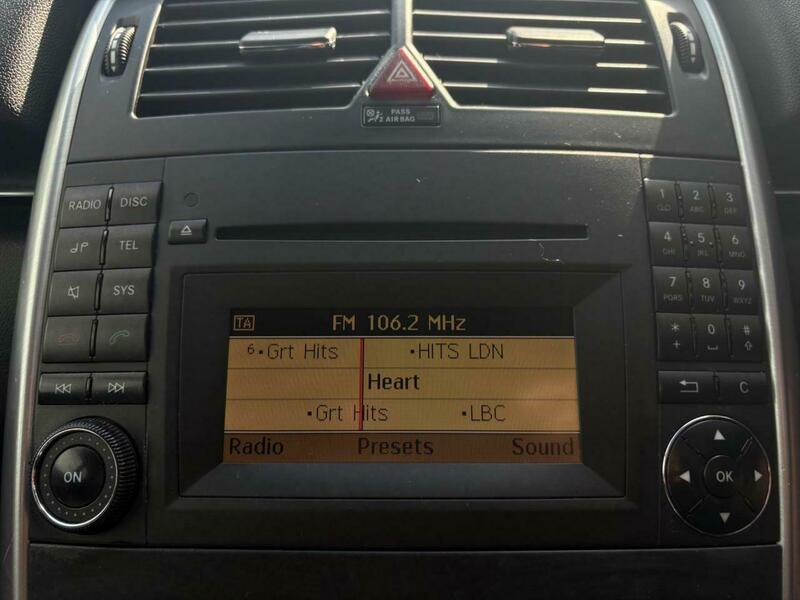 PASS
2 AIR BAG
RADIO DISC
TEL
SYS
ON
TA FM 106.2 MHz
6•Grt Hits •HITS LDN
Heart
•Grt Hits •LBC
Radio Presets Sound
1 2 3
ABC DEF
4 5 6
GHI JKL MNO
7 8 9
PQRS TUV WXYZ
* 0 #
+
C
OK